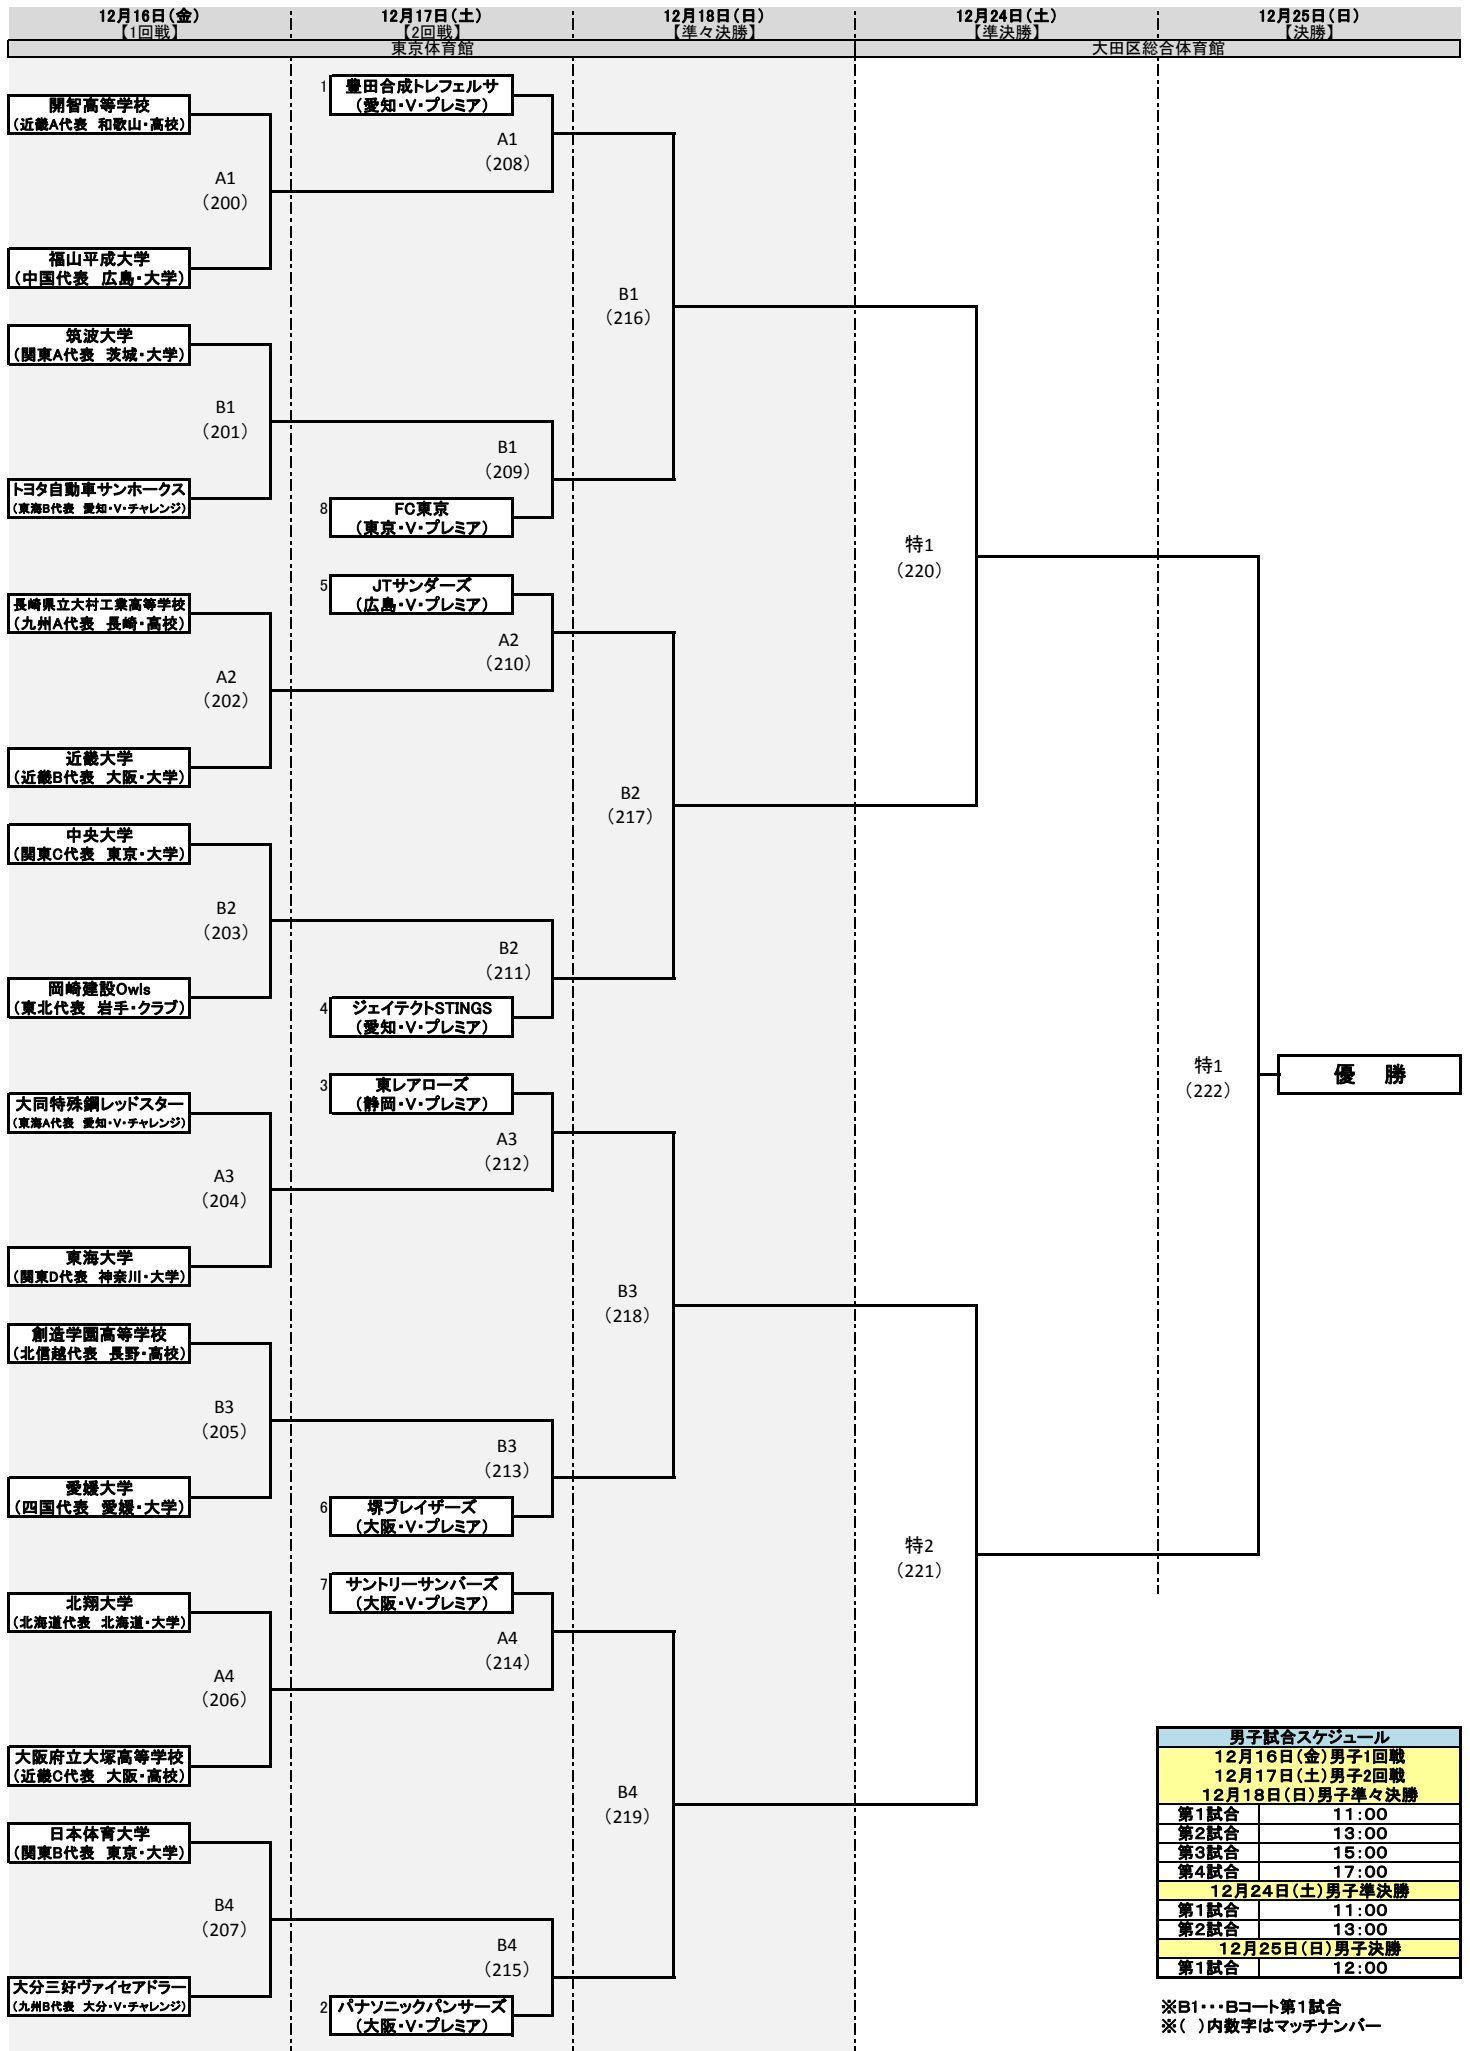 12月16日(金)
【1回戦】
12月17日(土)
【2回戦】
12月18日(日)
【準々決勝】
12月24日(土)
【準決勝】
12月25日(日)
【決勝】
東京体育館
大田区総合体育館
開智高等学校
(近畿A代表 和歌山・高校)
A1
(200)
福山平成大学
(中国代表 広島・大学)
筑波大学
(関東A代表 茨城・大学)
B1
(201)
トヨタ自動車サンホークス
(東海B代表 愛知・V・チャレンジ)
長崎県立大村工業高等学校
(九州A代表 長崎・高校)
A2
(202)
近畿大学
(近畿B代表 大阪・大学)
中央大学
(関東C代表 東京・大学)
B2
(203)
岡崎建設Owls
(東北代表 岩手・クラブ)
大同特殊鋼レッドスター
(東海A代表 愛知・V・チャレンジ)
A3
(204)
東海大学
(関東D代表 神奈川・大学)
創造学園高等学校
(北信越代表 長野・高校)
B3
(205)
愛媛大学
(四国代表 愛媛・大学)
北翔大学
(北海道代表 北海道・大学)
A4
(206)
大阪府立大塚高等学校
(近畿C代表 大阪・高校)
日本体育大学
(関東B代表 東京・大学)
B4
(207)
大分三好ヴァイセアドラー
(九州B代表 大分・V・チャレンジ)
1 豊田合成トレフェルサ
(愛知・V・プレミア)
A1
(208)
B1
(209)
8 FC東京
(東京・V・プレミア)
5 JTサンダーズ
(広島・V・プレミア)
A2
(210)
B2
(211)
4 ジェイテクトSTINGS
(愛知・V・プレミア)
3 東レアローズ
(静岡・V・プレミア)
A3
(212)
B3
(213)
6 堺ブレイザーズ
(大阪・V・プレミア)
7 サントリーサンバーズ
(大阪・V・プレミア)
A4
(214)
B4
(215)
2 パナソニックパンサーズ
(大阪・V・プレミア)
B1
(216)
B2
(217)
B3
(218)
B4
(219)
特1
(220)
特2
(221)
特1
(222)
優 勝
男子試合スケジュール
12月16日(金)男子1回戦
12月17日(土)男子2回戦
12月18日(日)男子準々決勝
第1試合 11:00
第2試合 13:00
第3試合 15:00
第4試合 17:00
12月24日(土)男子準決勝
第1試合 11:00
第2試合 13:00
12月25日(日)男子決勝
第1試合 12:00
※B1・・・Bコート第1試合
※( )内数字はマッチナンバー